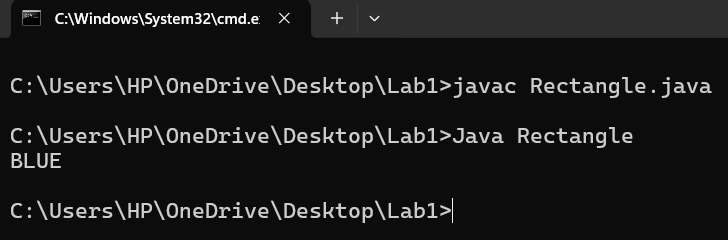 C:\Windows\System32\cmd.e
C:\Users\HP\OneDrive\Desktop\Lab1>javac Rectangle.java
C:\Users\HP\OneDrive\Desktop\Lab1>Java Rectangle
BLUE
C:\Users\HP\OneDrive\Desktop\Lab1>